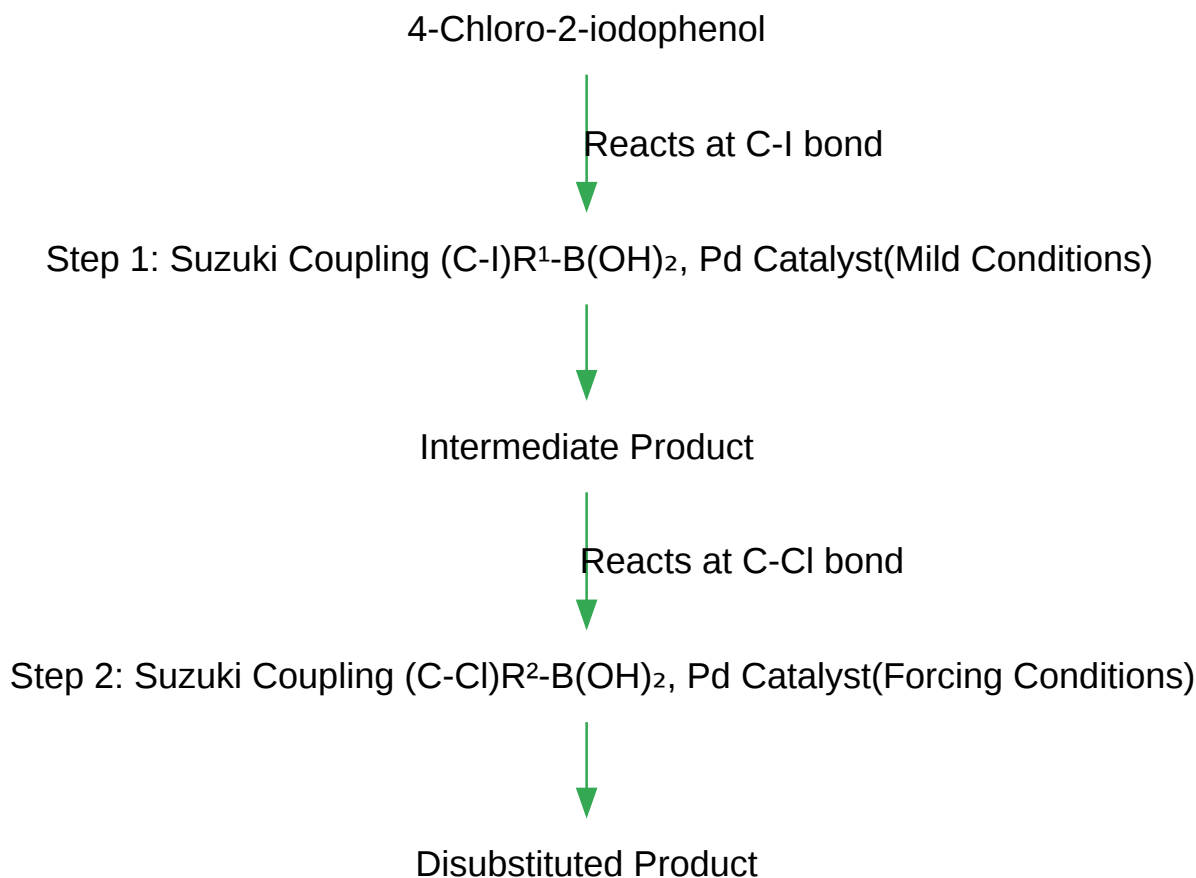 4-Chloro-2-iodophenol
Reacts at C-I bond
Step 1: Suzuki Coupling (C-I)R¹-B(OH)₂, Pd Catalyst(Mild Conditions)
Intermediate Product
Reacts at C-Cl bond
Step 2: Suzuki Coupling (C-Cl)R²-B(OH)₂, Pd Catalyst(Forcing Conditions)
Disubstituted Product